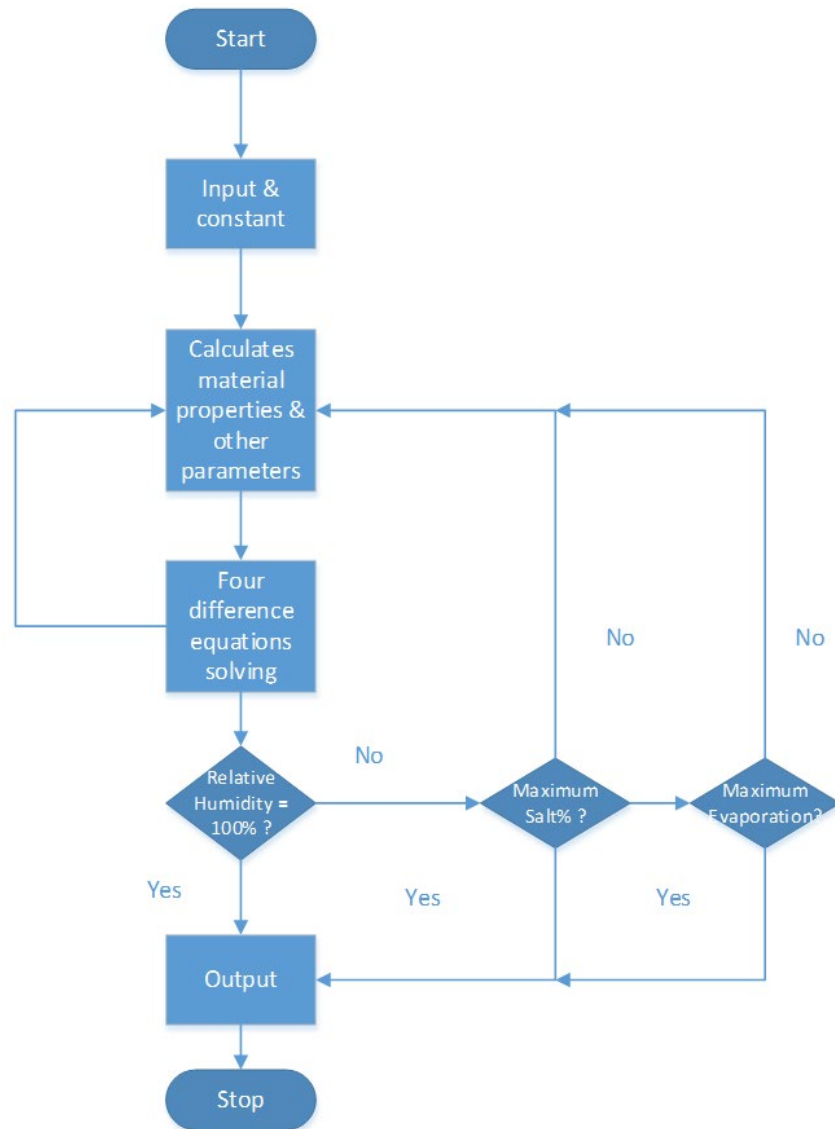 Start
Input &
constant
Calculates
material
properties &
other
parameters
Four
difference
equations
solving
No
No
No
Relative
Humidity =
100% ?
Maximum
Salt% ?
Maximum
Evaporation?
Yes
Yes
Yes
Output
Stop